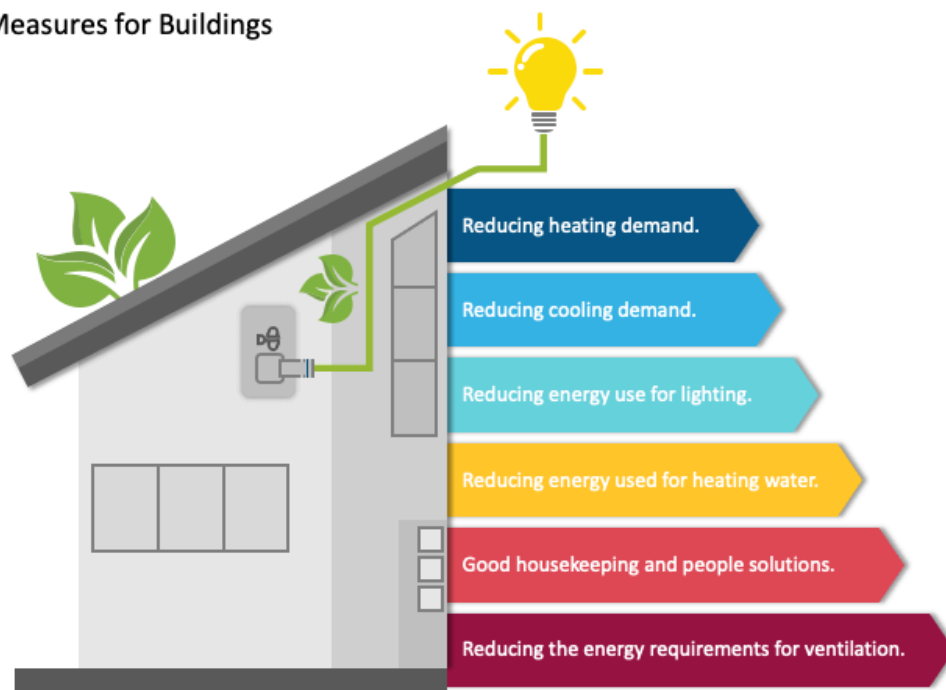 Measures for Buildings
Reducing heating demand.
Reducing cooling demand.
Reducing energy use for lighting.
Reducing energy used for heating water.
Good housekeeping and people solutions.
Reducing the energy requirements for ventilation.